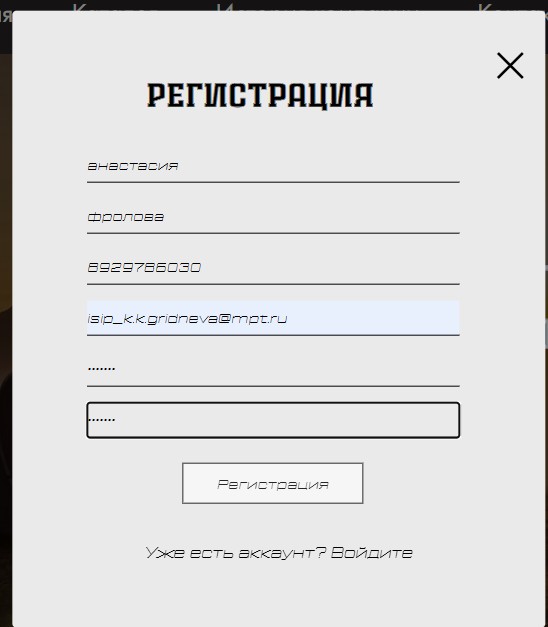 РЕГИСТРАЦИЯ
анастасия
фролова
8929786030
isip_k.k.gridneva@mpt.ru
Регистрация
Уже есть аккаунт? Войдите